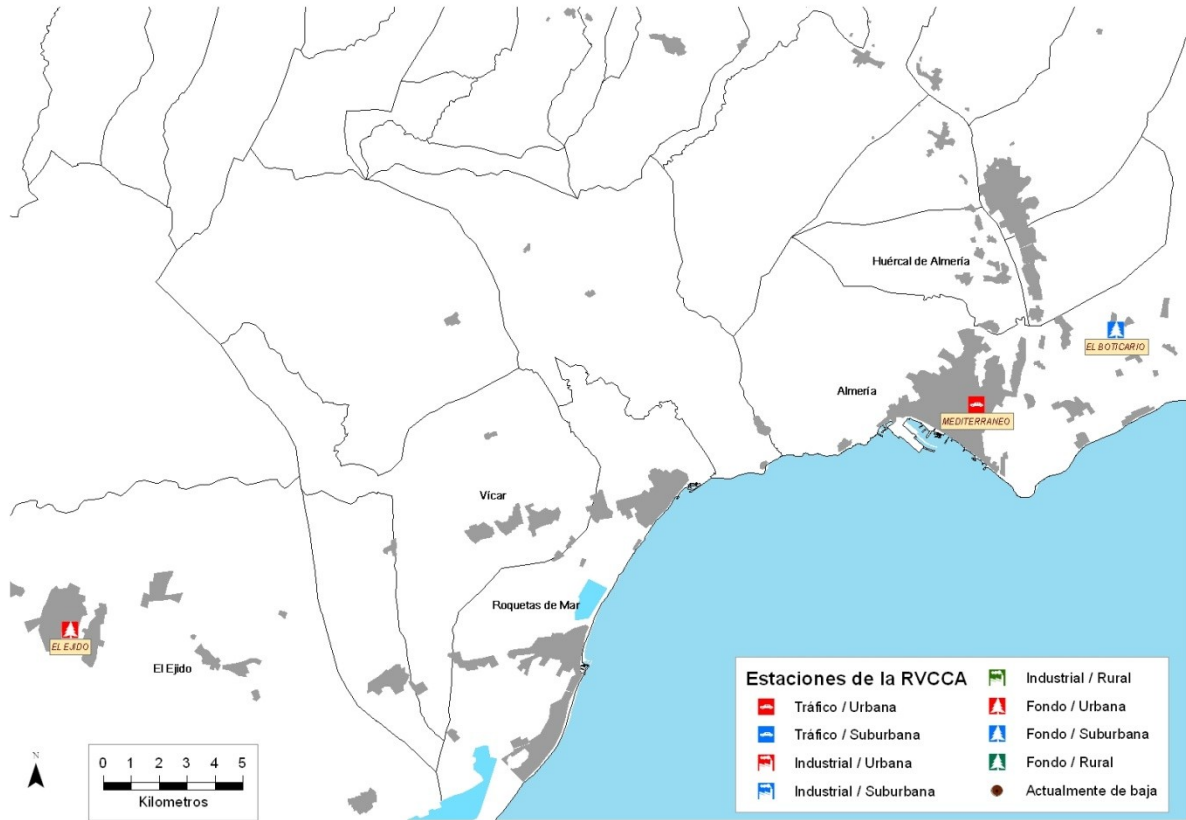 Huércal de Almería
EL BOTICARIO
Almería
MEDITERRANEO
Vícar
Roquetas de Mar
EL EJIDO
El Ejido
N
0 1 2 3 4 5
Kilometros
Estaciones de la RVCCA
Tráfico / Urbana
Tráfico / Suburbana
Industrial / Urbana
Industrial / Suburbana
Industrial / Rural
Fondo / Urbana
Fondo / Suburbana
Fondo / Rural
Actualmente de baja